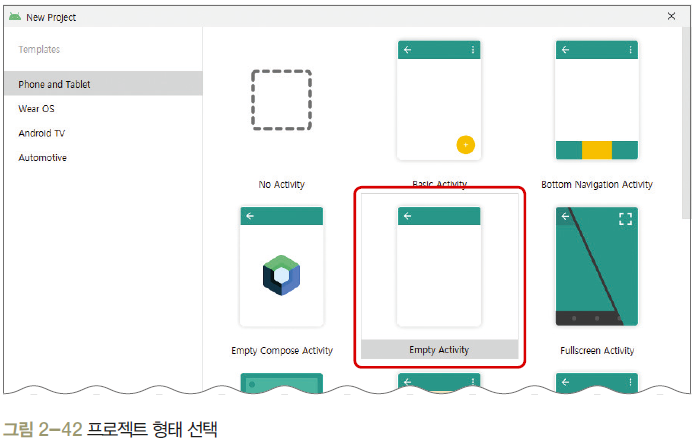 New Project
Templates
Phone and Tablet
Wear OS
Android TV
Automotive
No Activity
Basic Activity
Bottom Navigation Activity
Empty Compose Activity
Empty Activity
Fullscreen Activity
그림 2-42 프로젝트 형태 선택